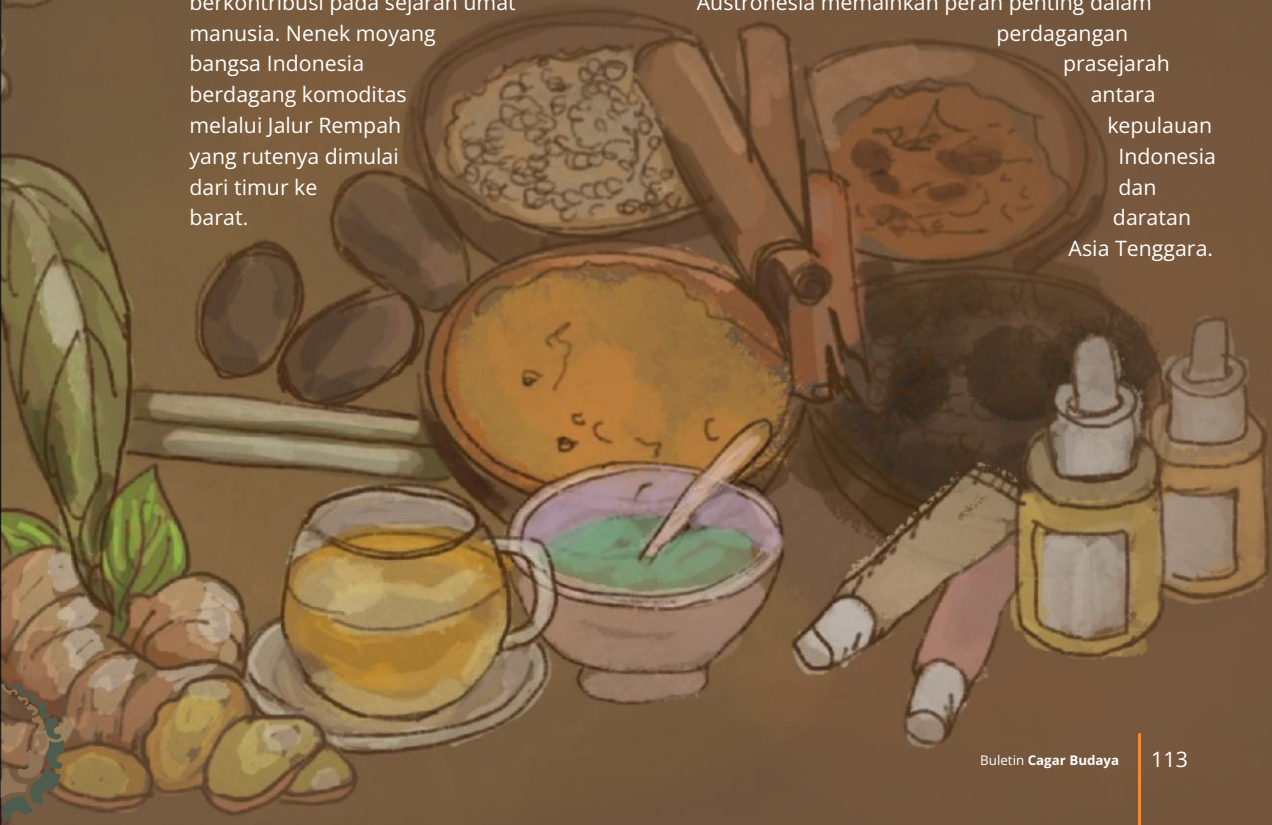 berkontribusi pada sejarah umat
manusia. Nenek moyang
bangsa Indonesia
berdagang komoditas
melalui Jalur Rempah
yang rutenya dimulai
dari timur ke
barat.
Austronesia memainkan peran penting dalam
perdagangan
prasejarah
antara
kepulauan
Indonesia
dan
daratan
Asia Tenggara.
Buletin Cagar Budaya
113